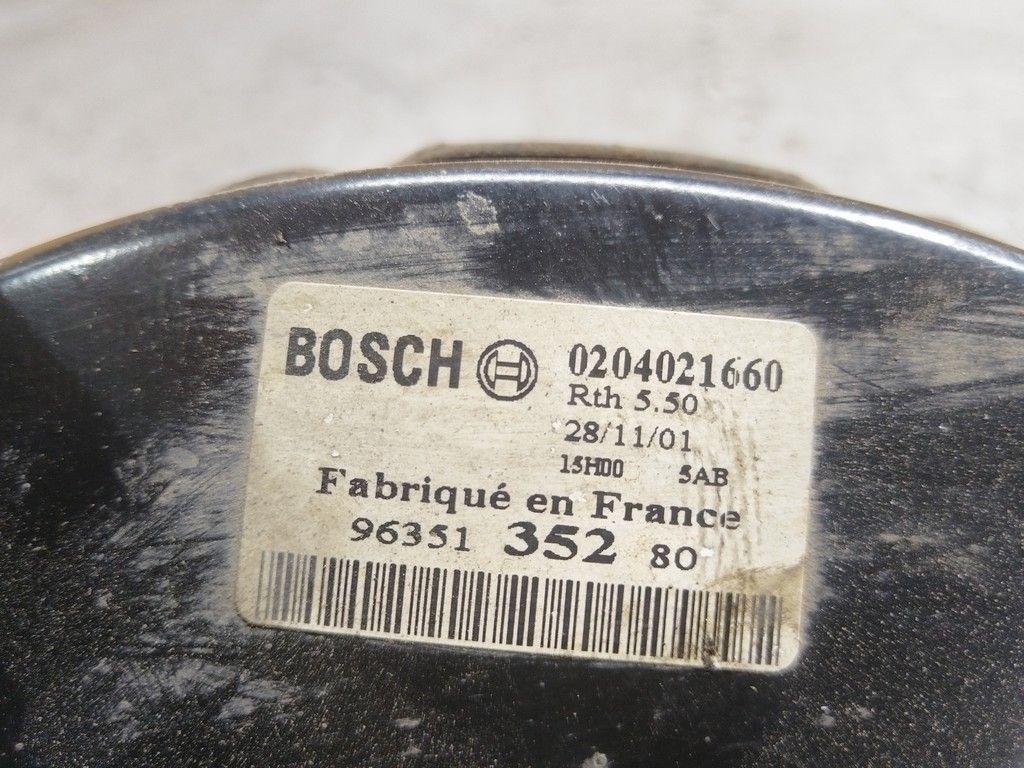 BOSCH 0204021660
Rth 5.50
28/11/01
15H00 5AB
Fabriqué en France
96351 352 80